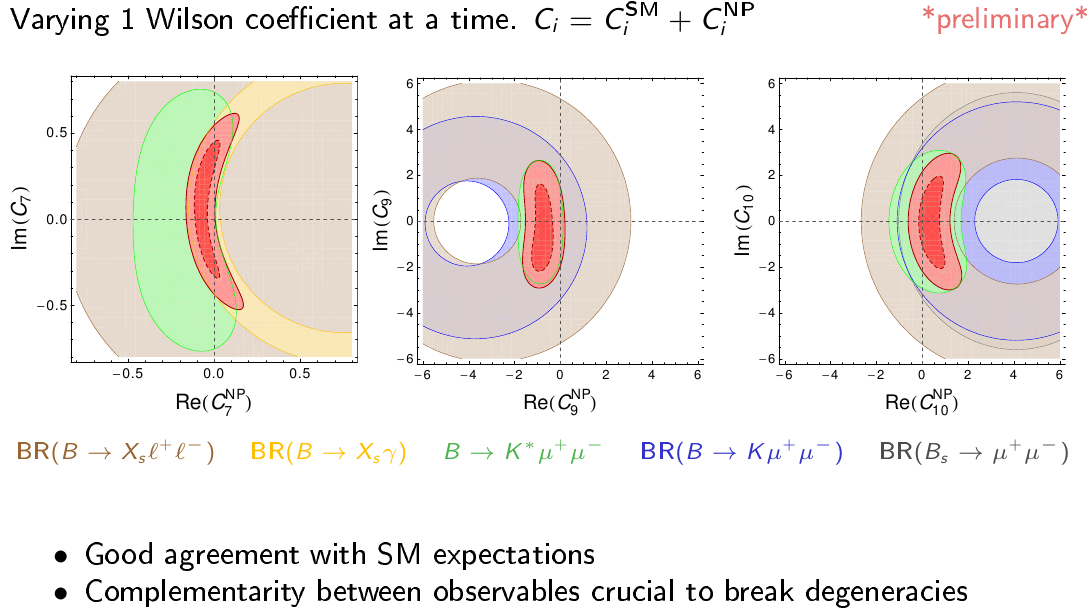 Varying 1 Wilson coefficient at a time. C_i = C_i^SM + C_i^NP
*preliminary*
Im(C_7)
0.5
0.0
−0.5
−0.5 0.0 0.5
Re(C_7^NP)
Im(C_9)
6
4
2
0
−2
−4
−6
−6 −4 −2 0 2 4 6
Re(C_9^NP)
Im(C_10)
6
4
2
0
−2
−4
−6
−6 −4 −2 0 2 4 6
Re(C_10^NP)
BR(B → X_s ℓ^+ ℓ^−) BR(B → X_s γ) B → K^* μ^+ μ^− BR(B → K μ^+ μ^−) BR(B_s → μ^+ μ^−)
• Good agreement with SM expectations
• Complementarity between observables crucial to break degeneracies